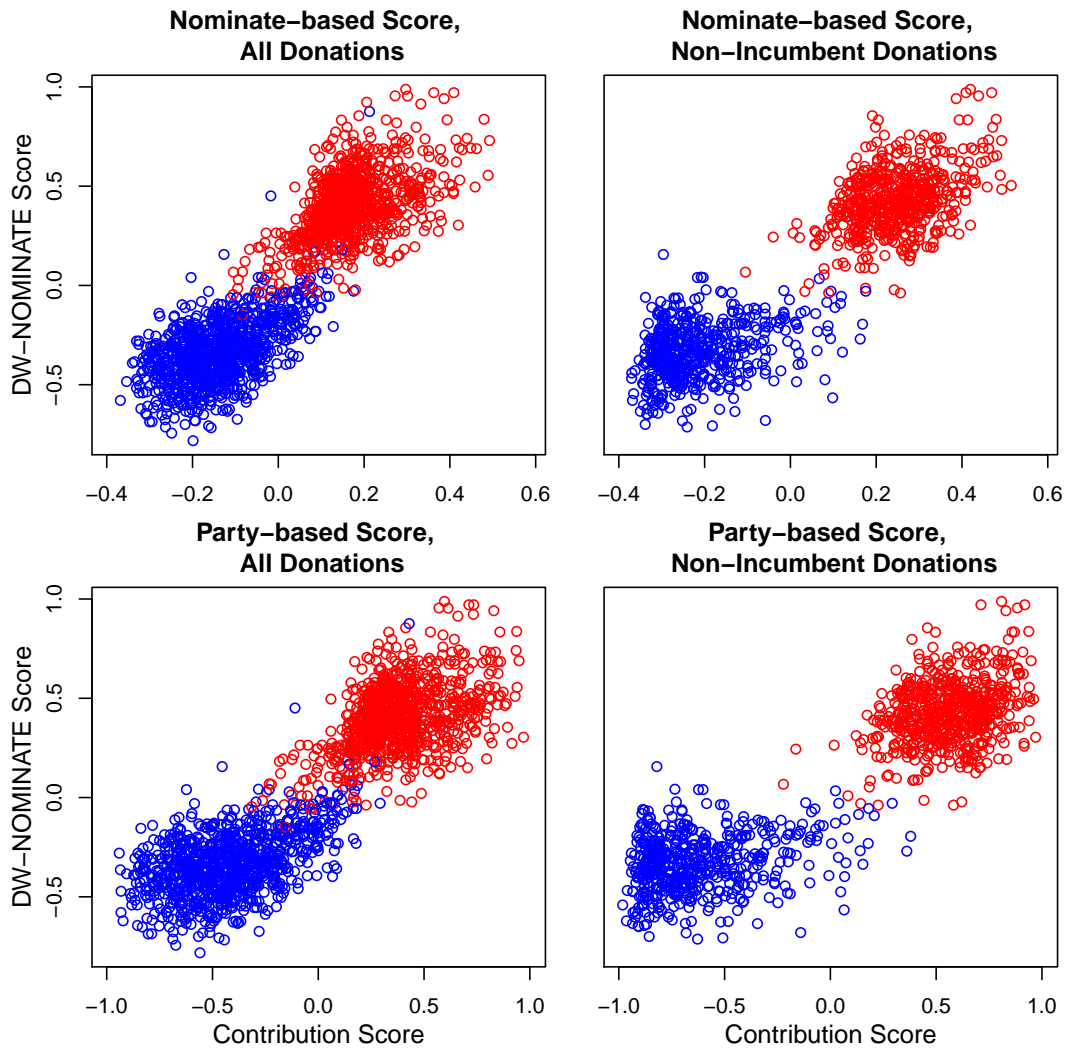 Nominate−based Score,
All Donations
Nominate−based Score,
Non−Incumbent Donations
DW−NOMINATE Score
1.0
0.5
0.0
−0.5
−0.4 −0.2 0.0 0.2 0.4 0.6
−0.4 −0.2 0.0 0.2 0.4 0.6
Party−based Score,
All Donations
Party−based Score,
Non−Incumbent Donations
DW−NOMINATE Score
1.0
0.5
0.0
−0.5
−1.0 −0.5 0.0 0.5 1.0
Contribution Score
−1.0 −0.5 0.0 0.5 1.0
Contribution Score